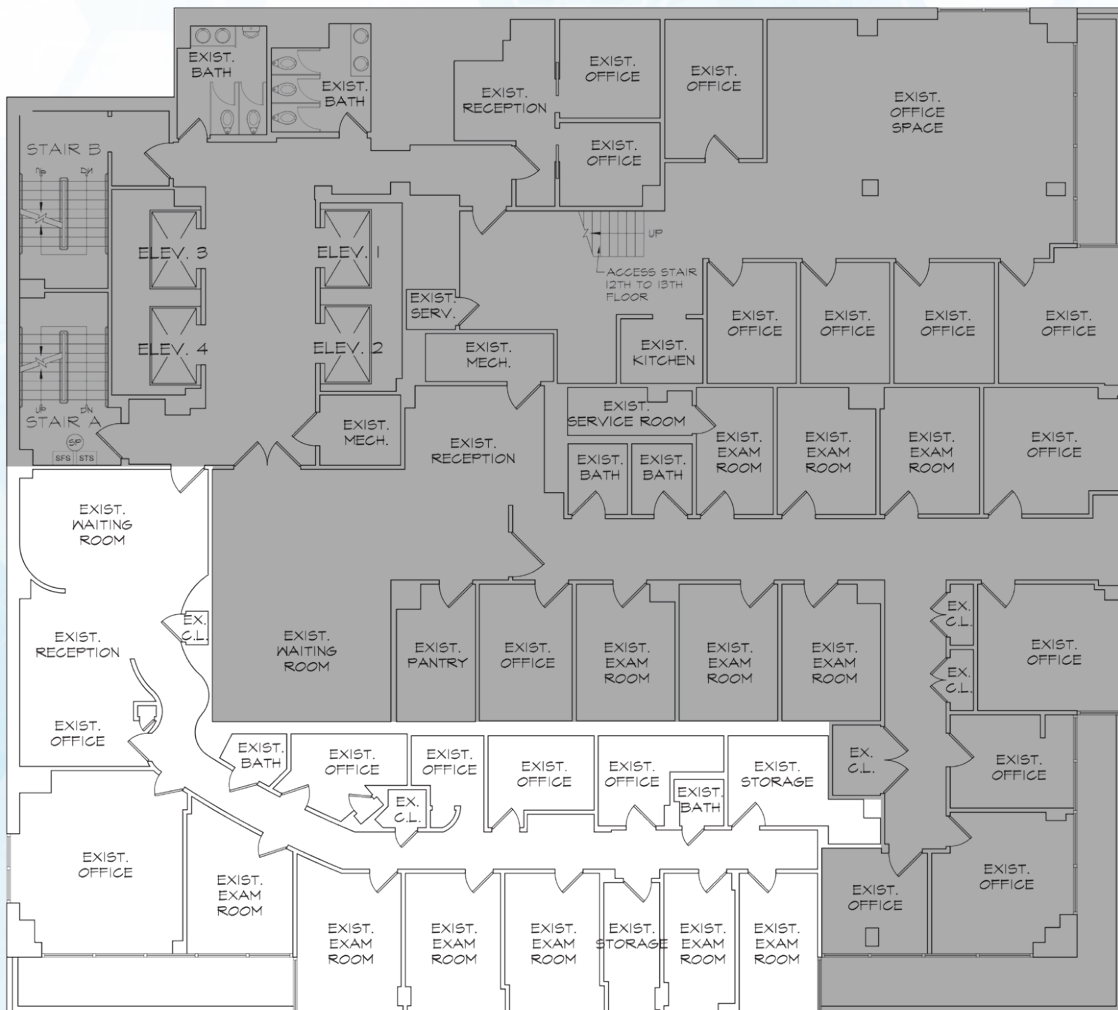 EXIST.
BATH
EXIST.
BATH
EXIST.
RECEPTION
EXIST.
OFFICE
EXIST.
OFFICE
EXIST.
OFFICE
SPACE
EXIST.
OFFICE
STAIR B
UP
DN
ELEV. 3
ELEV. 1
UP
ACCESS STAIR
12TH TO 13TH
FLOOR
EXIST.
SERV.
ELEV. 4
ELEV. 2
EXIST.
MECH.
EXIST.
KITCHEN
EXIST.
OFFICE
EXIST.
OFFICE
EXIST.
OFFICE
EXIST.
OFFICE
UP
DN
STAIR A
S/P
SFS
STS
EXIST.
MECH.
EXIST.
RECEPTION
EXIST.
SERVICE ROOM
EXIST.
BATH
EXIST.
BATH
EXIST.
EXAM
ROOM
EXIST.
EXAM
ROOM
EXIST.
EXAM
ROOM
EXIST.
OFFICE
EXIST.
WAITING
ROOM
EX.
C.L.
EXIST.
RECEPTION
EXIST.
WAITING
ROOM
EXIST.
PANTRY
EXIST.
OFFICE
EXIST.
EXAM
ROOM
EXIST.
EXAM
ROOM
EXIST.
EXAM
ROOM
EX.
C.L.
EX.
C.L.
EXIST.
OFFICE
EXIST.
OFFICE
EXIST.
BATH
EXIST.
OFFICE
EXIST.
OFFICE
EXIST.
OFFICE
EXIST.
OFFICE
EXIST.
STORAGE
EX.
C.L.
EXIST.
OFFICE
EX.
C.L.
EXIST.
BATH
EXIST.
OFFICE
EXIST.
EXAM
ROOM
EXIST.
OFFICE
EXIST.
OFFICE
EXIST.
EXAM
ROOM
EXIST.
EXAM
ROOM
EXIST.
EXAM
ROOM
EXIST.
STORAGE
EXIST.
EXAM
ROOM
EXIST.
EXAM
ROOM